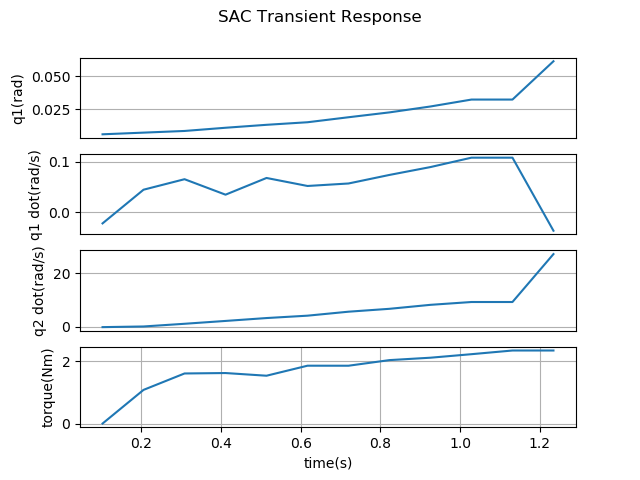 SAC Transient Response
q1(rad)
0.050
0.025
q1 dot(rad/s)
0.1
0.0
q2 dot(rad/s)
20
0
torque(Nm)
2
0
0.2 0.4 0.6 0.8 1.0 1.2
time(s)